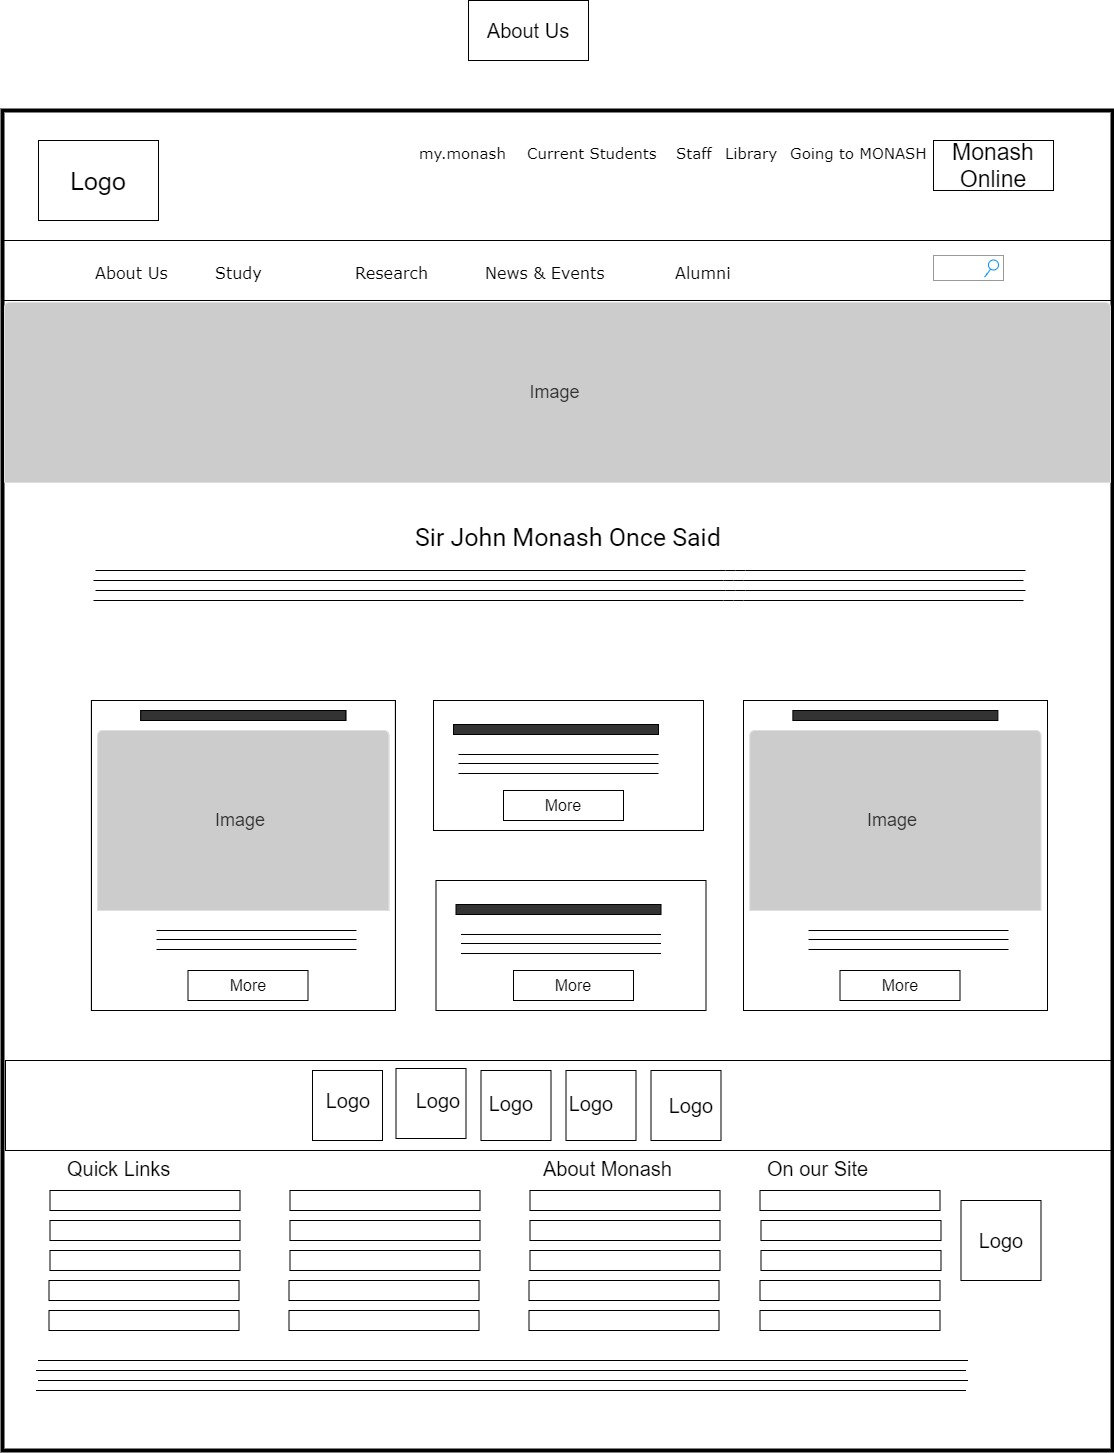 About Us
Logo
my.monash Current Students Staff Library Going to MONASH
Monash
Online
About Us Study Research News & Events Alumni
Image
Sir John Monash Once Said
Image
More
More
More
Image
More
Logo Logo Logo Logo Logo
Quick Links About Monash On our Site
Logo